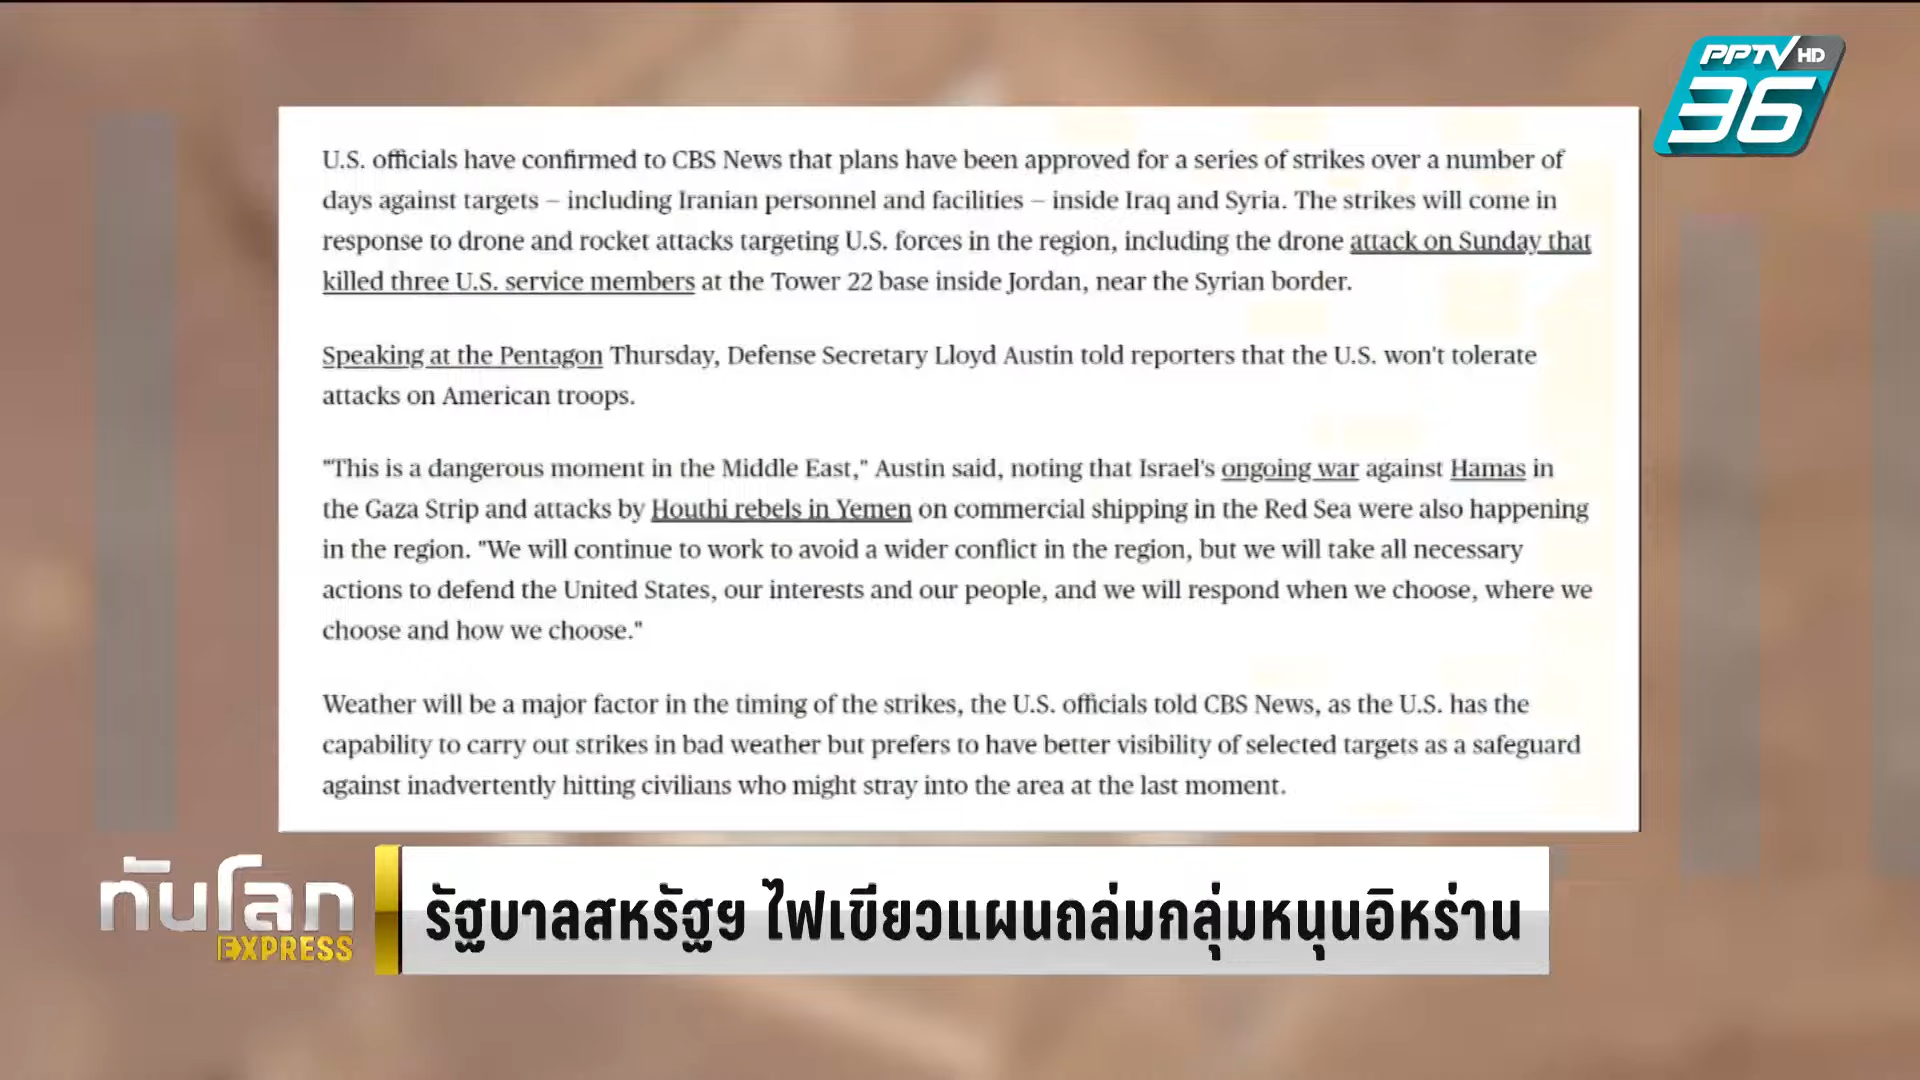 PPTV HD
36
U.S. officials have confirmed to CBS News that plans have been approved for a series of strikes over a number of
days against targets – including Iranian personnel and facilities – inside Iraq and Syria. The strikes will come in
response to drone and rocket attacks targeting U.S. forces in the region, including the drone attack on Sunday that
killed three U.S. service members at the Tower 22 base inside Jordan, near the Syrian border.
Speaking at the Pentagon Thursday, Defense Secretary Lloyd Austin told reporters that the U.S. won't tolerate
attacks on American troops.
"This is a dangerous moment in the Middle East," Austin said, noting that Israel's ongoing war against Hamas in
the Gaza Strip and attacks by Houthi rebels in Yemen on commercial shipping in the Red Sea were also happening
in the region. "We will continue to work to avoid a wider conflict in the region, but we will take all necessary
actions to defend the United States, our interests and our people, and we will respond when we choose, where we
choose and how we choose."
Weather will be a major factor in the timing of the strikes, the U.S. officials told CBS News, as the U.S. has the
capability to carry out strikes in bad weather but prefers to have better visibility of selected targets as a safeguard
against inadvertently hitting civilians who might stray into the area at the last moment.
ทันโลก
EXPRESS
รัฐบาลสหรัฐฯ ไฟเขียวแผนถล่มกลุ่มหนุนอิหร่าน